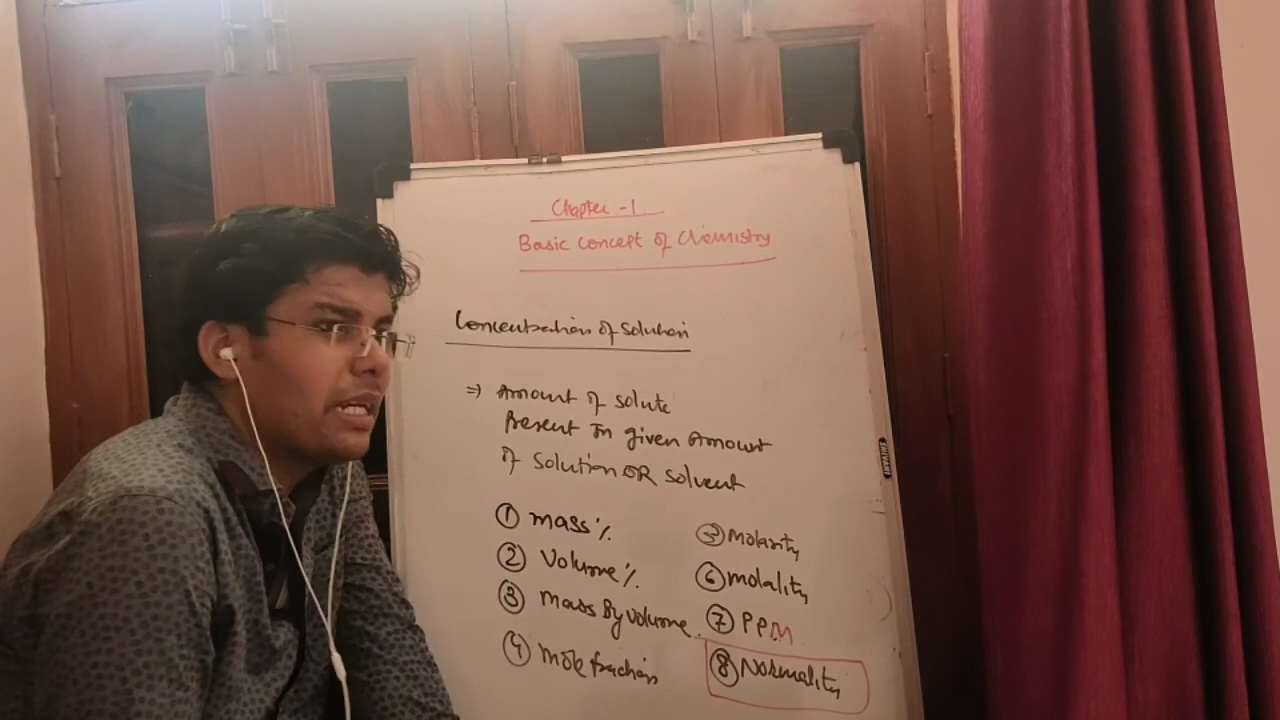 Chapter -1
Basic Concept of Chemistry
Concentration of solution
⇒ Amount of solute
Present In given Amount
of solution OR solvent
① mass %
② Volume %
③ Mass By volume
④ mole fraction
⑤ molarity
⑥ molality
⑦ PPM
⑧ Normality
SHIVAM